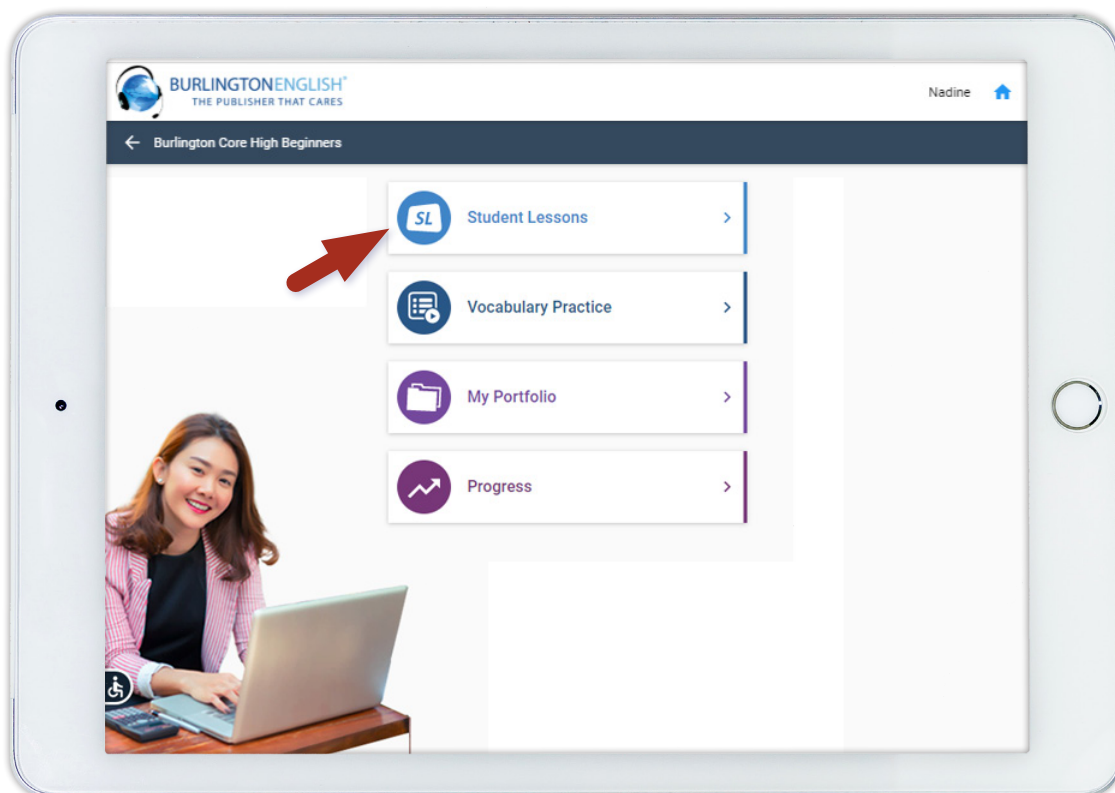 BURLINGTONENGLISH®
THE PUBLISHER THAT CARES
Nadine
Burlington Core High Beginners
SL Student Lessons
Vocabulary Practice
My Portfolio
Progress